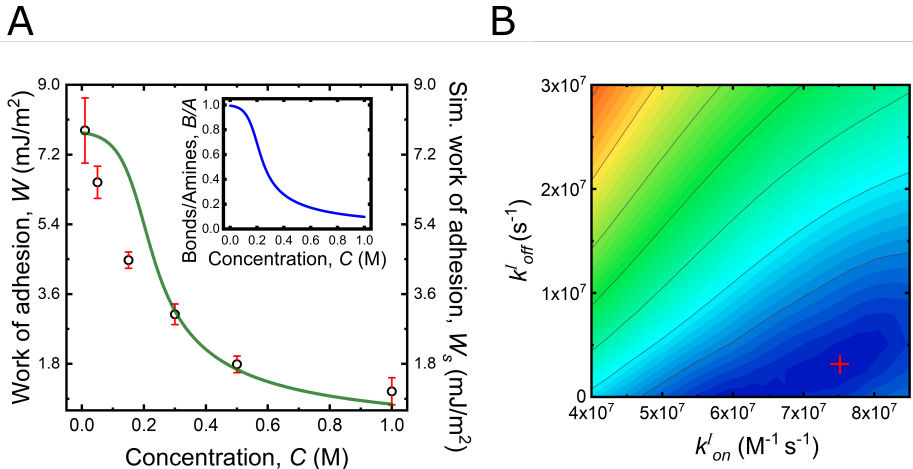 A
B
Work of adhesion, W (mJ/m²)
9.0
7.2
5.4
3.6
1.8
0.0
0.2
0.4
0.6
0.8
1.0
Concentration, C (M)
9.0
7.2
5.4
3.6
1.8
Sim. work of adhesion, Wₛ (mJ/m²)
Bonds/Amines, B/A
1.0
0.8
0.6
0.4
0.2
0.0
0.0
0.2
0.4
0.6
0.8
1.0
Concentration, C (M)
kᴵoff (s⁻¹)
3x10⁷
2x10⁷
1x10⁷
0
4x10⁷
5x10⁷
6x10⁷
7x10⁷
8x10⁷
kᴵon (M⁻¹ s⁻¹)